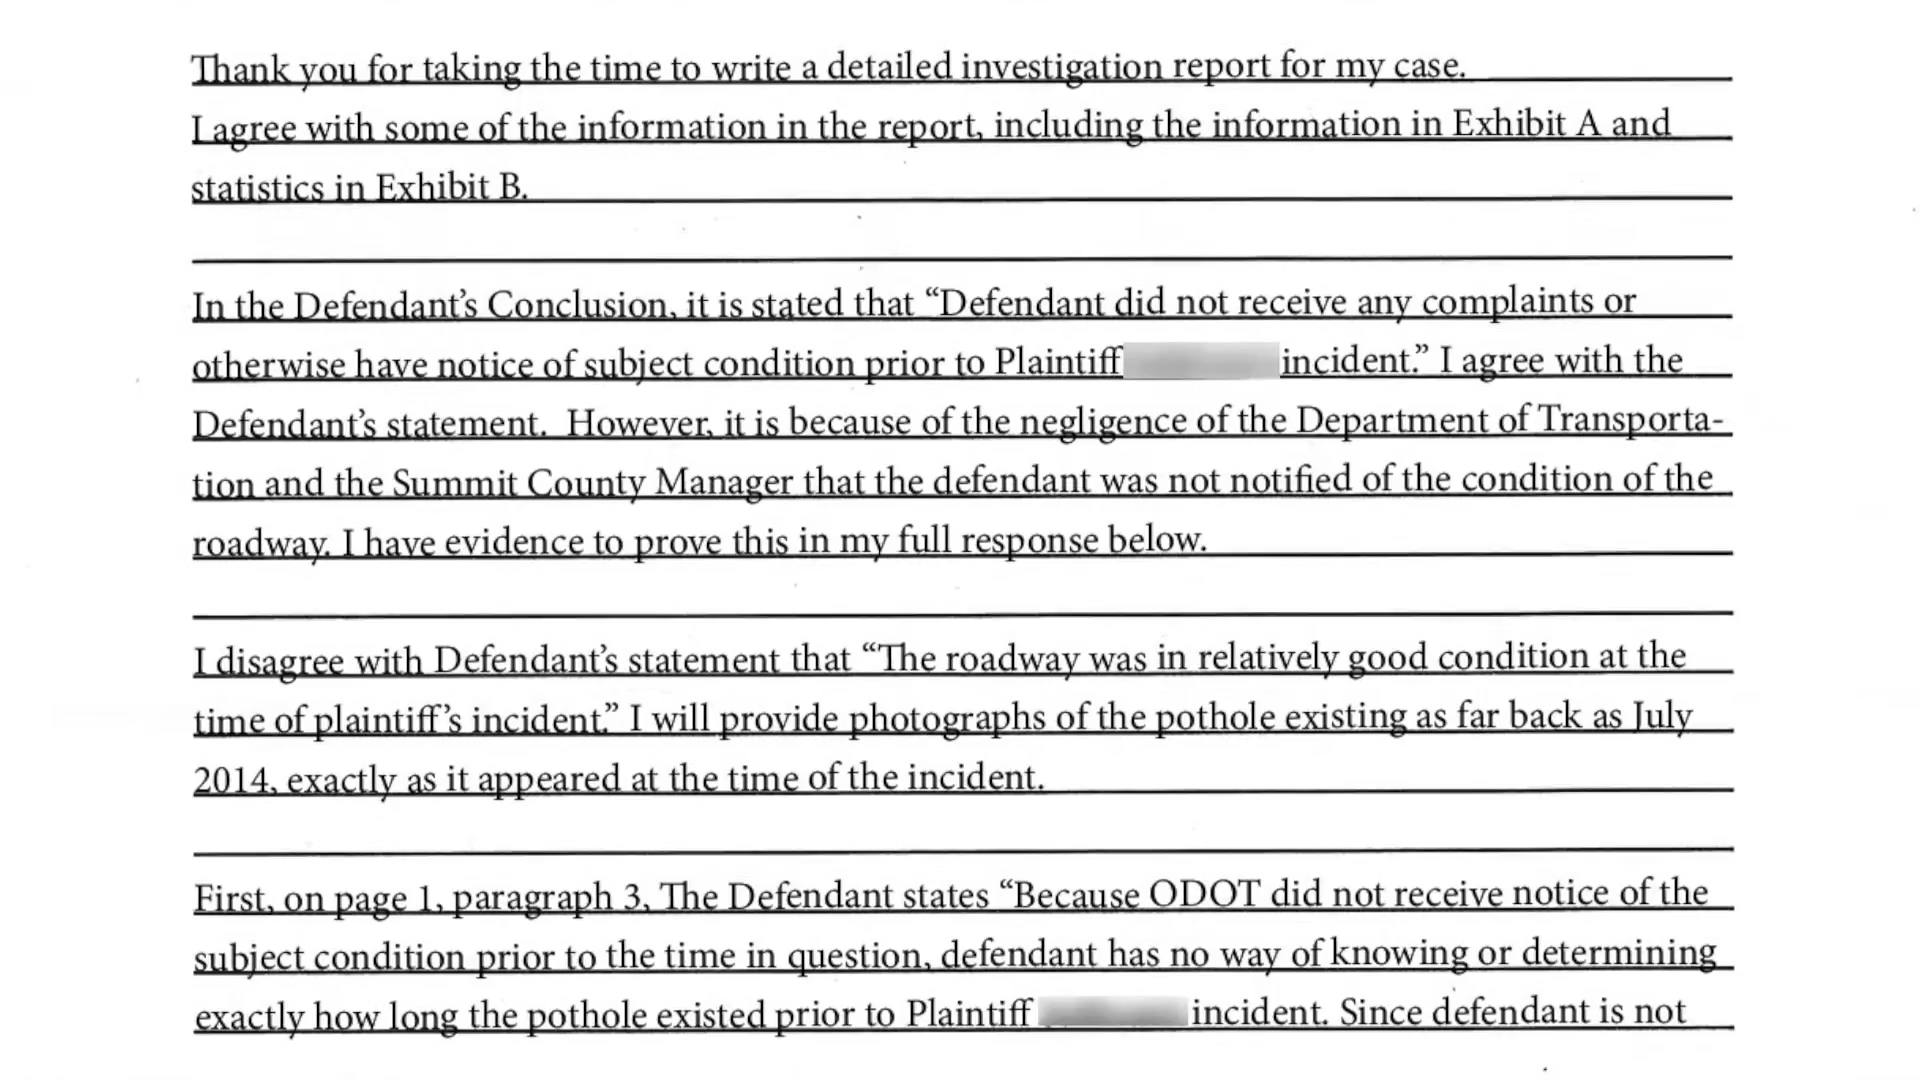 Thank you for taking the time to write a detailed investigation report for my case.
I agree with some of the information in the report, including the information in Exhibit A and
statistics in Exhibit B.
In the Defendant’s Conclusion, it is stated that “Defendant did not receive any complaints or
otherwise have notice of subject condition prior to Plaintiff incident.” I agree with the
Defendant’s statement.  However, it is because of the negligence of the Department of Transporta-
tion and the Summit County Manager that the defendant was not notified of the condition of the
roadway. I have evidence to prove this in my full response below.
I disagree with Defendant’s statement that “The roadway was in relatively good condition at the
time of plaintiff’s incident.” I will provide photographs of the pothole existing as far back as July
2014, exactly as it appeared at the time of the incident.
First, on page 1, paragraph 3, The Defendant states “Because ODOT did not receive notice of the
subject condition prior to the time in question, defendant has no way of knowing or determining
exactly how long the pothole existed prior to Plaintiff incident. Since defendant is not